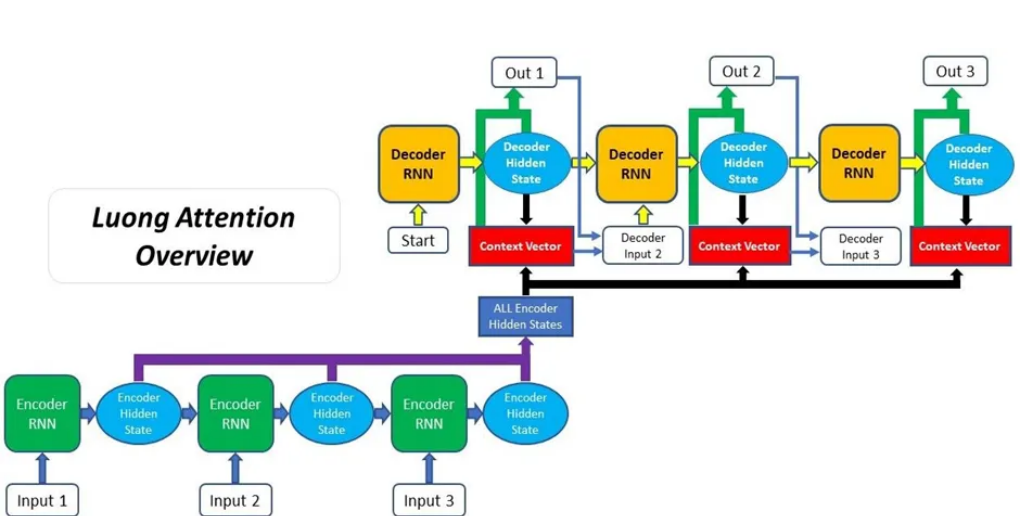 Out 1
Out 2
Out 3
Decoder
RNN
Decoder
Hidden
State
Decoder
RNN
Decoder
Hidden
State
Decoder
RNN
Decoder
Hidden
State
Luong Attention
Overview
Start
Context Vector
Decoder
Input 2
Context Vector
Decoder
Input 3
Context Vector
ALL Encoder
Hidden States
Encoder
RNN
Encoder
Hidden
State
Encoder
RNN
Encoder
Hidden
State
Encoder
RNN
Encoder
Hidden
State
Input 1
Input 2
Input 3